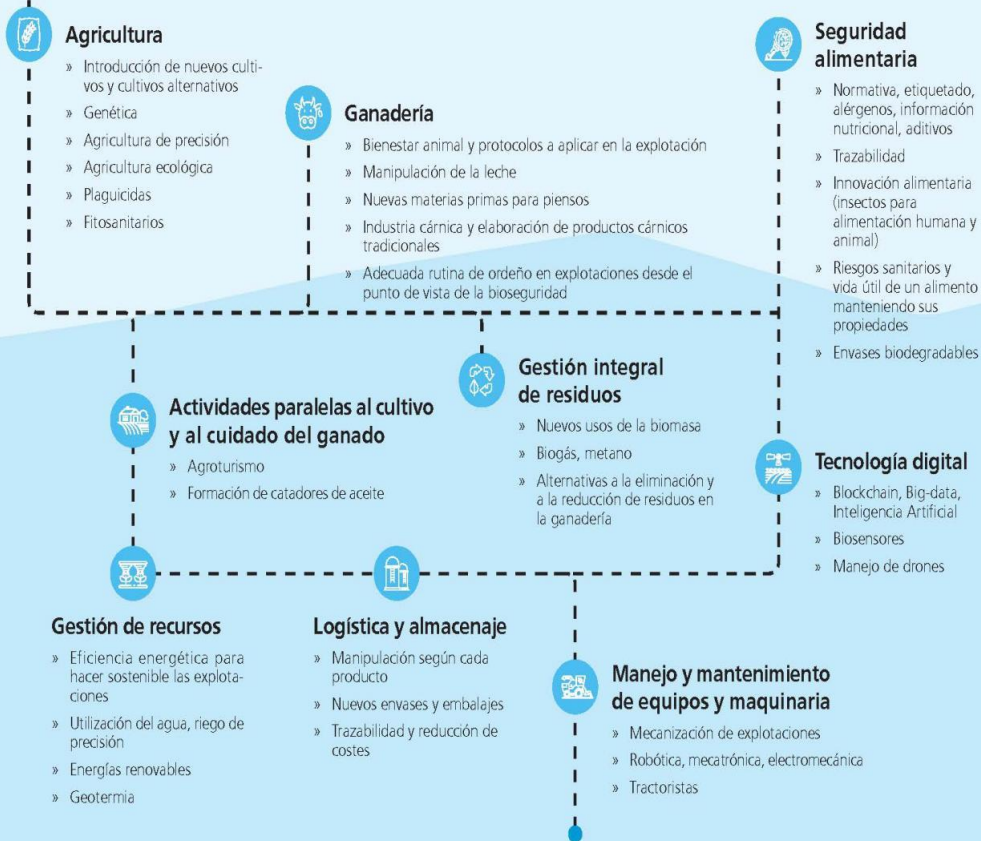 Agricultura
» Introducción de nuevos culti-
vos y cultivos alternativos
» Genética
» Agricultura de precisión
» Agricultura ecológica
» Plaguicidas
» Fitosanitarios
Ganadería
» Bienestar animal y protocolos a aplicar en la explotación
» Manipulación de la leche
» Nuevas materias primas para piensos
» Industria cárnica y elaboración de productos cárnicos
tradicionales
» Adecuada rutina de ordeño en explotaciones desde el
punto de vista de la bioseguridad
Seguridad
alimentaria
» Normativa, etiquetado,
alérgenos, información
nutricional, aditivos
» Trazabilidad
» Innovación alimentaria
(insectos para
alimentación humana y
animal)
» Riesgos sanitarios y
vida útil de un alimento
manteniendo sus
propiedades
» Envases biodegradables
Actividades paralelas al cultivo
y al cuidado del ganado
» Agroturismo
» Formación de catadores de aceite
Gestión integral
de residuos
» Nuevos usos de la biomasa
» Biogás, metano
» Alternativas a la eliminación y
a la reducción de residuos en
la ganadería
Tecnología digital
» Blockchain, Big-data,
Inteligencia Artificial
» Biosensores
» Manejo de drones
Gestión de recursos
» Eficiencia energética para
hacer sostenible las explota-
ciones
» Utilización del agua, riego de
precisión
» Energías renovables
» Geotermia
Logística y almacenaje
» Manipulación según cada
producto
» Nuevos envases y embalajes
» Trazabilidad y reducción de
costes
Manejo y mantenimiento
de equipos y maquinaria
» Mecanización de explotaciones
» Robótica, mecatrónica, electromecánica
» Tractoristas